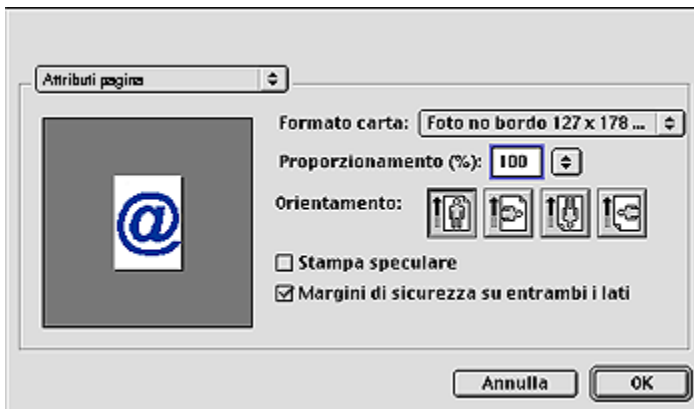 Attributi pagina
Formato carta: Foto no bordo 127 x 178 ...
Proporzionamento (%): 100
@
Orientamento:
Stampa speculare
Margini di sicurezza su entrambi i lati
Annulla OK